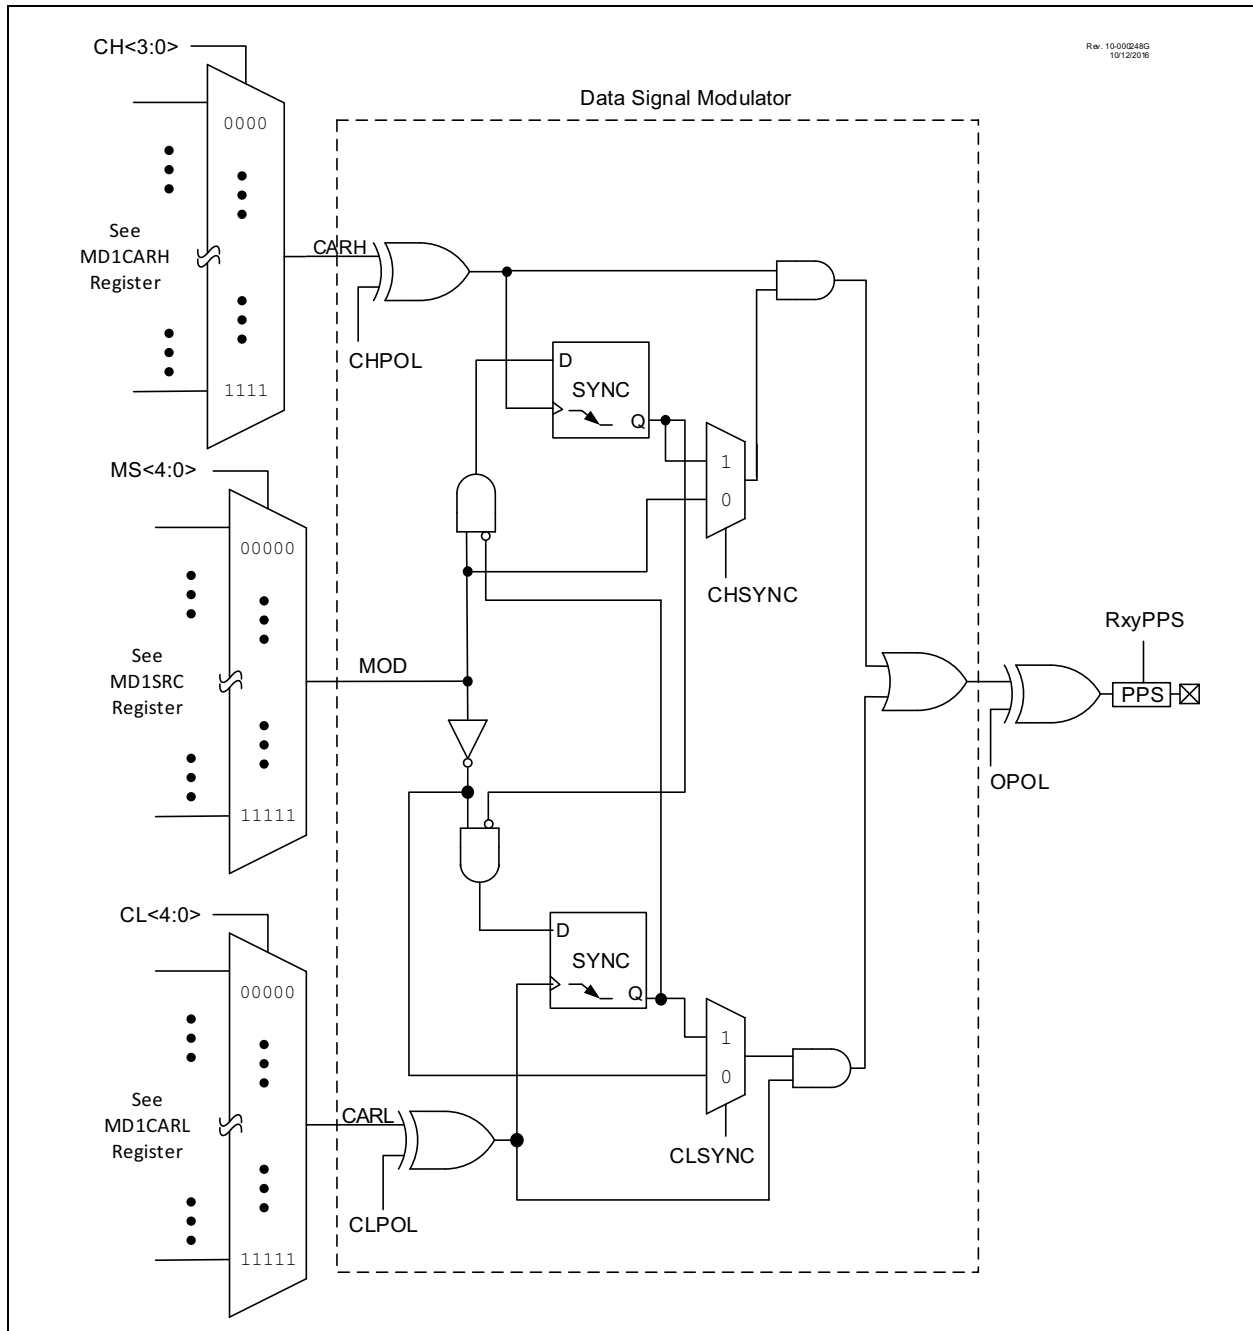 CH<3:0>
Rev. 10-000248G
10/12/2016
Data Signal Modulator
0000
See
MD1CARH
Register
1111
CARH
CHPOL
D
SYNC
Q
1
0
CHSYNC
MS<4:0>
00000
See
MD1SRC
Register
11111
MOD
RxyPPS
PPS
OPOL
CL<4:0>
00000
See
MD1CARL
Register
11111
D
SYNC
Q
1
0
CLSYNC
CARL
CLPOL